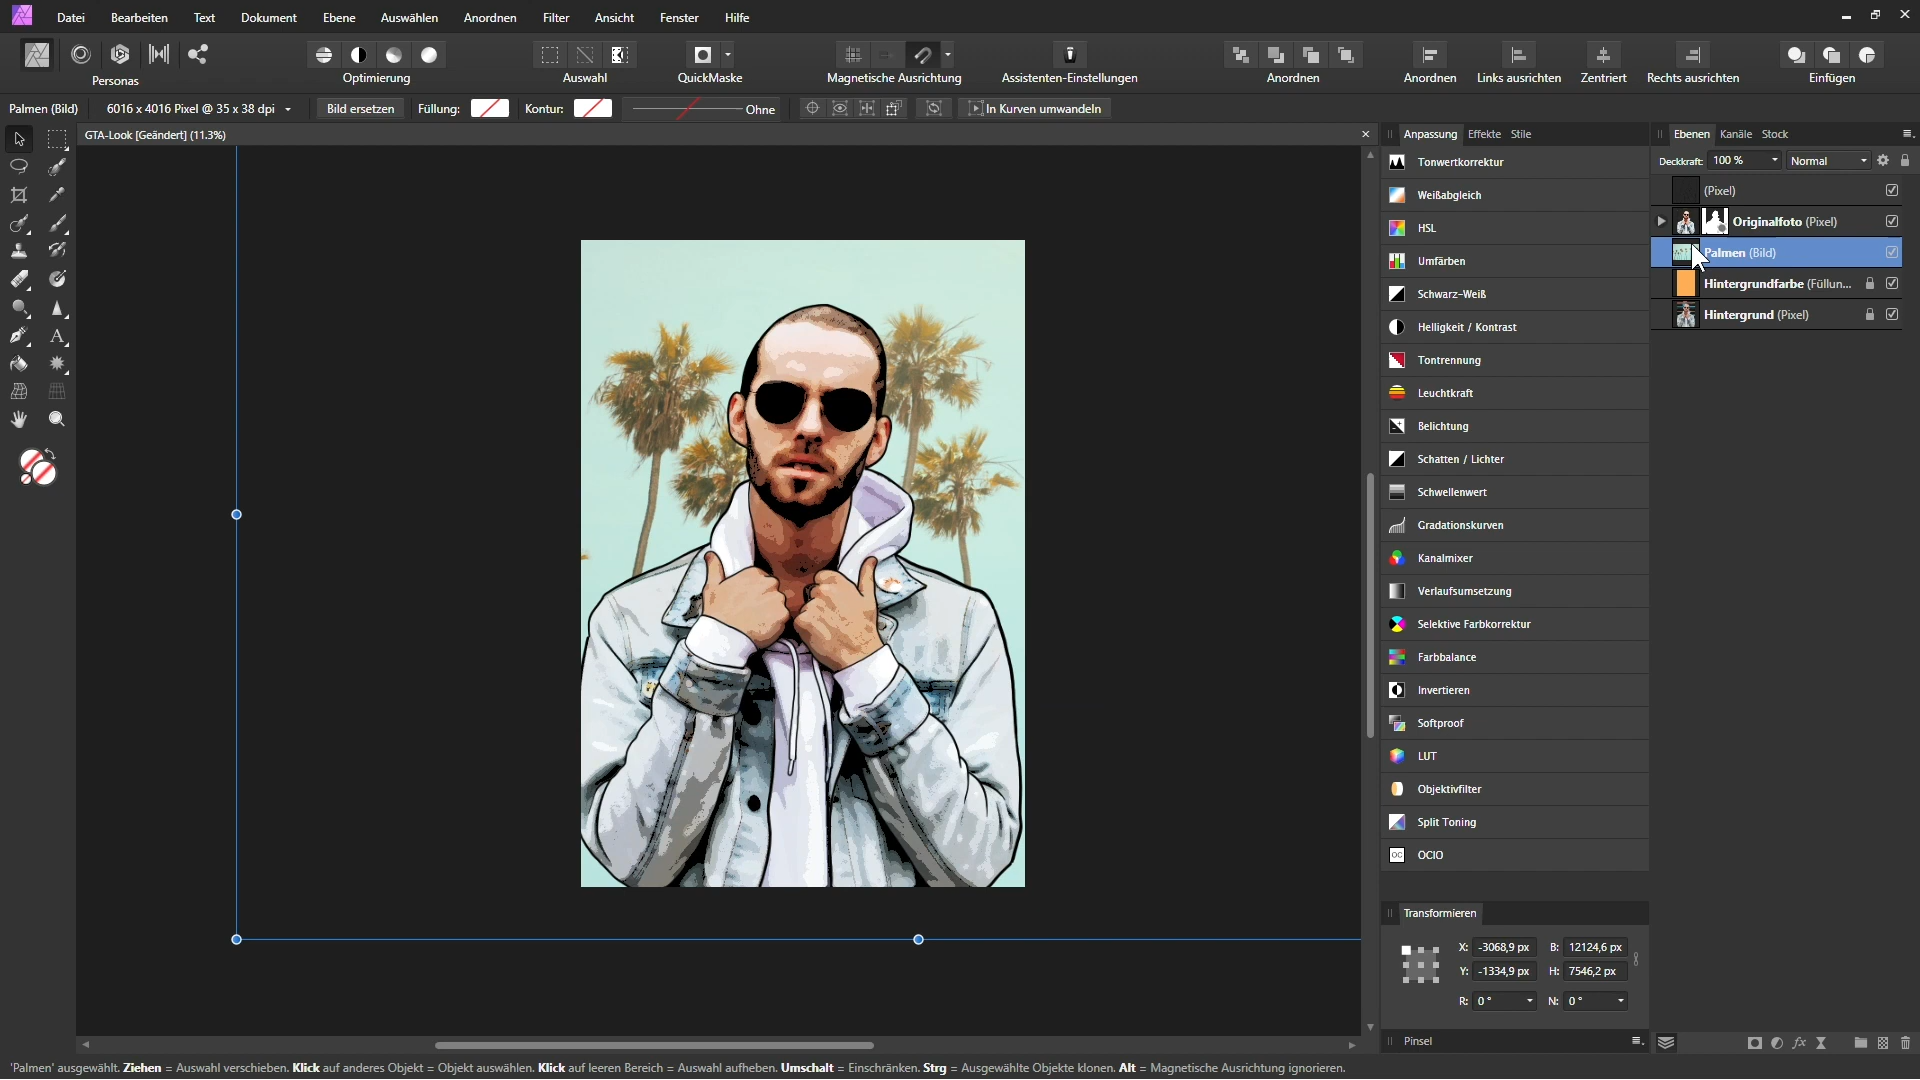 Datei Bearbeiten Text Dokument Ebene Auswählen Anordnen Filter Ansicht Fenster Hilfe
Personas Optimierung Auswahl QuickMaske Magnetische Ausrichtung Assistenten-Einstellungen Anordnen Anordnen Links ausrichten Zentriert Rechts ausrichten Einfügen
Palmen (Bild) 6016 x 4016 Pixel @ 35 x 38 dpi Bild ersetzen Füllung: Kontur: Ohne In Kurven umwandeln
GTA-Look [Geändert] (11.3%)
Anpassung Effekte Stile
Tonwertkorrektur
Weißabgleich
HSL
Umfärben
Schwarz-Weiß
Helligkeit / Kontrast
Tontrennung
Leuchtkraft
Belichtung
Schatten / Lichter
Schwellenwert
Gradationskurven
Kanalmixer
Verlaufsumsetzung
Selektive Farbkorrektur
Farbbalance
Invertieren
Softproof
LUT
Objektivfilter
Split Toning
OCIO
Transformieren
X: -3068,9 px B: 12124,6 px
Y: -1334,9 px H: 7546,2 px
R: 0 ° N: 0 °
Pinsel
Ebenen Kanäle Stock
Deckkraft: 100 % Normal
(Pixel)
Originalfoto (Pixel)
Palmen (Bild)
Hintergrundfarbe (Füllun...
Hintergrund (Pixel)
'Palmen' ausgewählt. Ziehen = Auswahl verschieben. Klick auf anderes Objekt = Objekt auswählen. Klick auf leeren Bereich = Auswahl aufheben. Umschalt = Einschränken. Strg = Ausgewählte Objekte klonen. Alt = Magnetische Ausrichtung ignorieren.